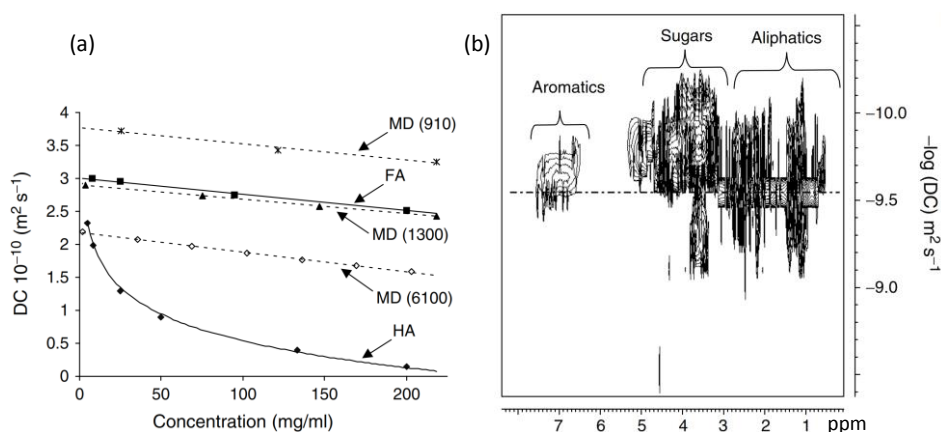 (a)
4
3.5
3
2.5
2
1.5
1
0.5
0
DC 10⁻¹⁰ (m² s⁻¹)
MD (910)
FA
MD (1300)
MD (6100)
HA
0 50 100 150 200
Concentration (mg/ml)
(b)
Sugars
Aliphatics
Aromatics
−10.0
−9.5
−9.0
−log (DC) m² s⁻¹
7 6 5 4 3 2 1 ppm